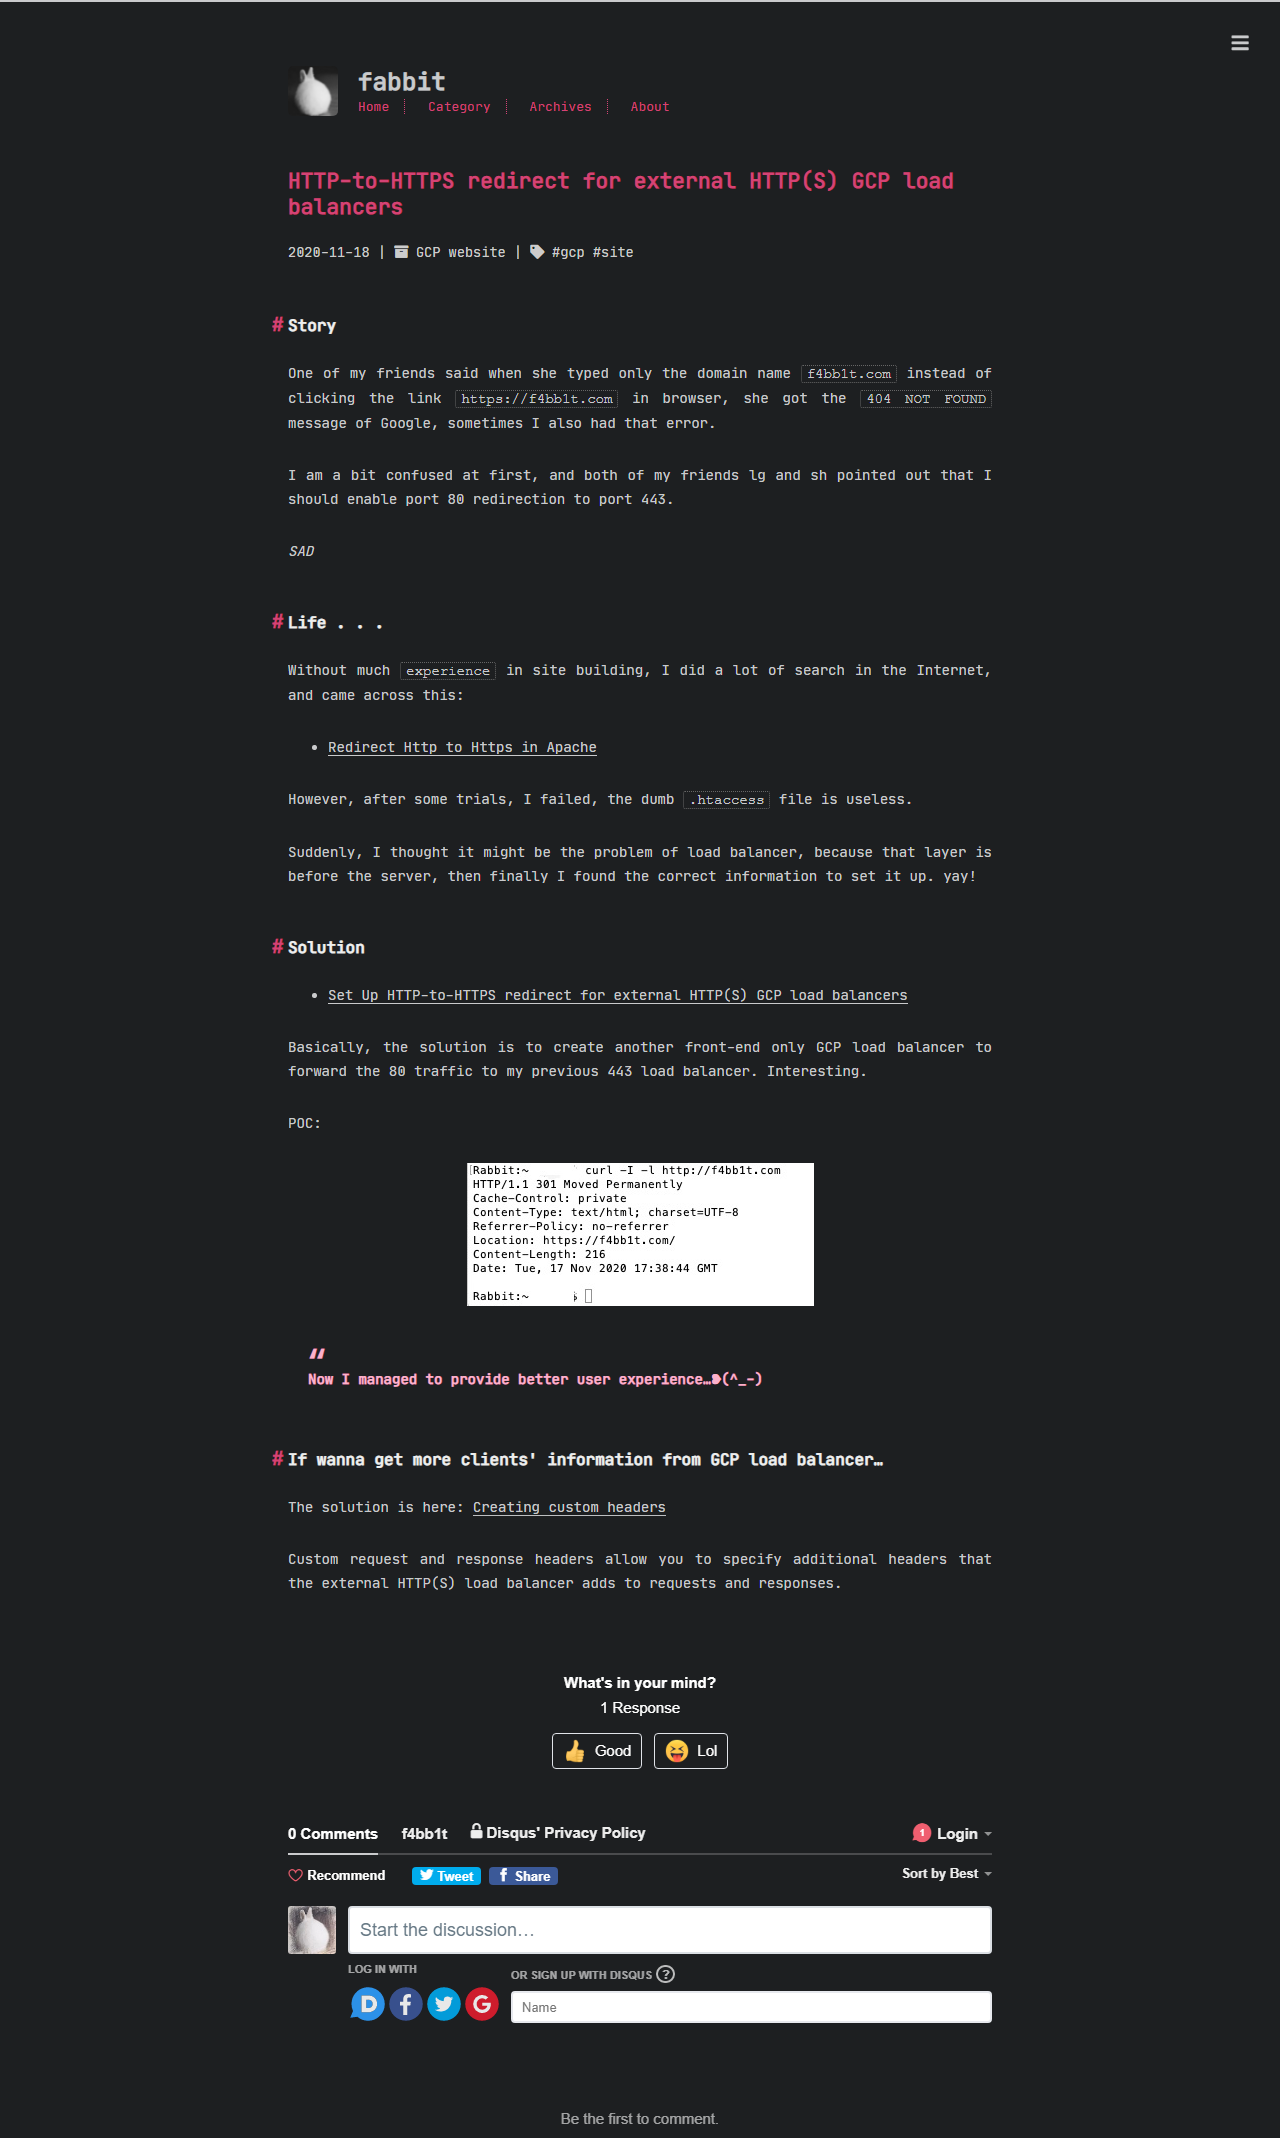 fabbit
Home
Category
Archives
About
HTTP-to-HTTPS redirect for external HTTP(S) GCP load
balancers
2020-11-18 | GCP website | #gcp #site
# Story
One of my friends said when she typed only the domain name f4bb1t.com instead of
clicking the link https://f4bb1t.com in browser, she got the 404 NOT FOUND
message of Google, sometimes I also had that error.
I am a bit confused at first, and both of my friends lg and sh pointed out that I
should enable port 80 redirection to port 443.
SAD
# Life . . .
Without much experience in site building, I did a lot of search in the Internet,
and came across this:
• Redirect Http to Https in Apache
However, after some trials, I failed, the dumb .htaccess file is useless.
Suddenly, I thought it might be the problem of load balancer, because that layer is
before the server, then finally I found the correct information to set it up. yay!
# Solution
• Set Up HTTP-to-HTTPS redirect for external HTTP(S) GCP load balancers
Basically, the solution is to create another front-end only GCP load balancer to
forward the 80 traffic to my previous 443 load balancer. Interesting.
POC:
Rabbit:~ curl -I -l http://f4bb1t.com
HTTP/1.1 301 Moved Permanently
Cache-Control: private
Content-Type: text/html; charset=UTF-8
Referrer-Policy: no-referrer
Location: https://f4bb1t.com/
Content-Length: 216
Date: Tue, 17 Nov 2020 17:38:44 GMT
Rabbit:~
“
Now I managed to provide better user experience…❥(^_-)
# If wanna get more clients' information from GCP load balancer…
The solution is here: Creating custom headers
Custom request and response headers allow you to specify additional headers that
the external HTTP(S) load balancer adds to requests and responses.
What's in your mind?
1 Response
Good
Lol
0 Comments f4bb1t Disqus' Privacy Policy 1 Login
Recommend Tweet Share Sort by Best
Start the discussion…
LOG IN WITH
OR SIGN UP WITH DISQUS ?
Name
Be the first to comment.